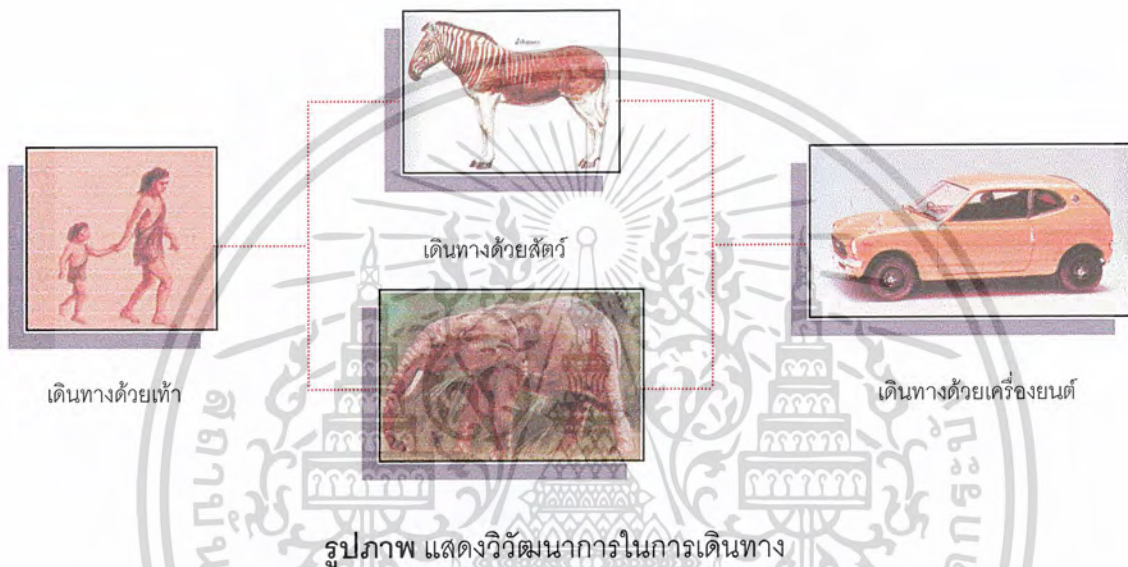 เดินทางด้วยสัตว์
เดินทางด้วยเท้า
เดินทางด้วยเครื่องยนต์
รูปภาพ แสดงวิวัฒนาการในการเดินทาง